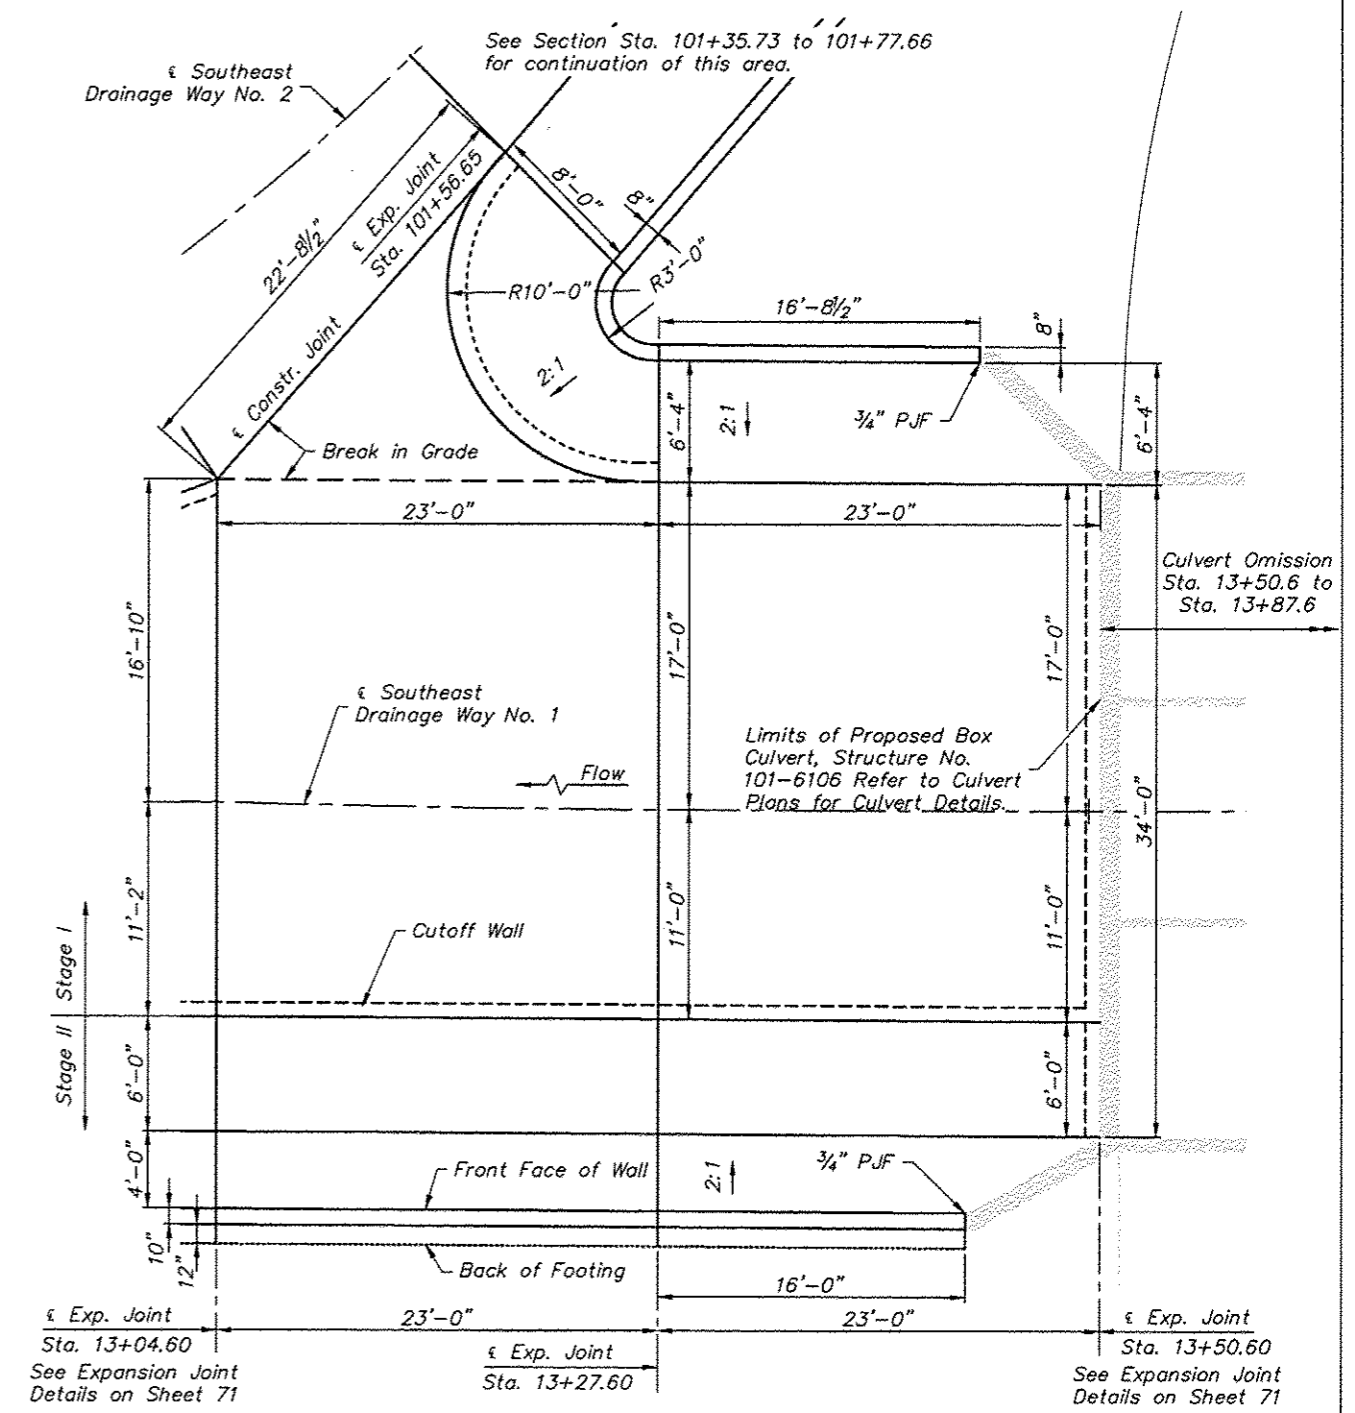 See Section Sta. 101+35.73 to 101+77.66
for continuation of this area.
℄ Southeast
Drainage Way No. 2
22'-8½"
℄ Exp. Joint
Sta. 101+56.65
8'-0"
8"
R3'-0"
R10'-0"
16'-8½"
8"
℄ Constr. Joint
2:1
Break in Grade
6'-4"
2:1
¾" PJF
6'-4"
23'-0"
23'-0"
Culvert Omission
Sta. 13+50.6 to
Sta. 13+87.6
16'-10"
17'-0"
17'-0"
℄ Southeast
Drainage Way No. 1
Limits of Proposed Box
Culvert, Structure No.
101-6106 Refer to Culvert
Plans for Culvert Details.
Flow
34'-0"
11'-2"
11'-0"
11'-0"
Cutoff Wall
Stage I
Stage II
6'-0"
6'-0"
4'-0"
Front Face of Wall
2:1
¾" PJF
10"
12"
Back of Footing
16'-0"
℄ Exp. Joint
Sta. 13+04.60
See Expansion Joint
Details on Sheet 71
23'-0"
℄ Exp. Joint
Sta. 13+27.60
23'-0"
℄ Exp. Joint
Sta. 13+50.60
See Expansion Joint
Details on Sheet 71